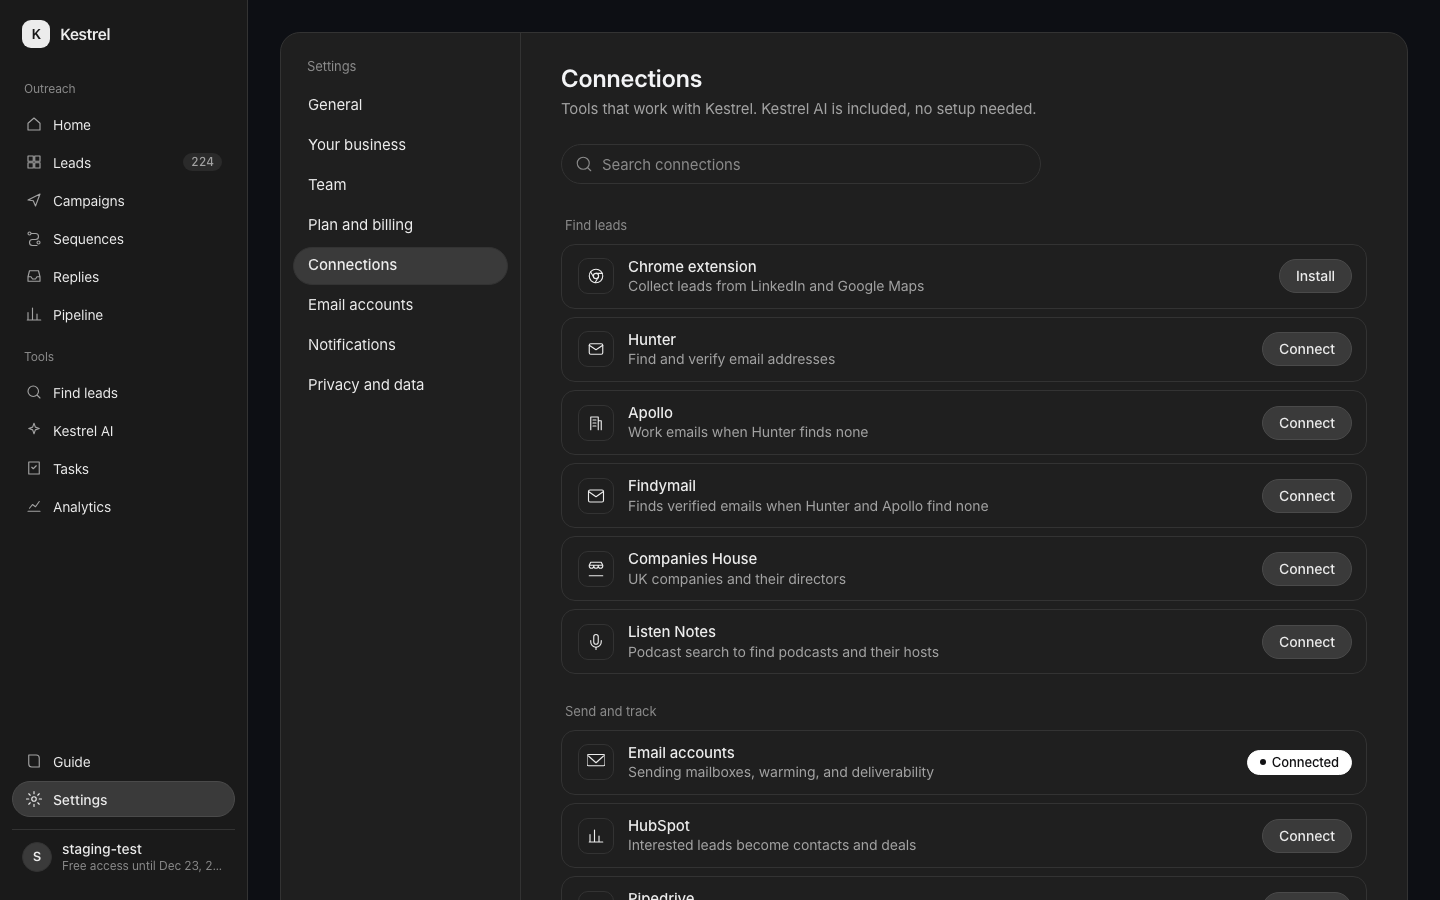 K Kestrel
Outreach
Home
Leads 224
Campaigns
Sequences
Replies
Pipeline
Tools
Find leads
Kestrel AI
Tasks
Analytics
Guide
Settings
S staging-test
Free access until Dec 23, 2...
Settings
General
Your business
Team
Plan and billing
Connections
Email accounts
Notifications
Privacy and data
Connections
Tools that work with Kestrel. Kestrel AI is included, no setup needed.
Search connections
Find leads
Chrome extension
Collect leads from LinkedIn and Google Maps
Install
Hunter
Find and verify email addresses
Connect
Apollo
Work emails when Hunter finds none
Connect
Findymail
Finds verified emails when Hunter and Apollo find none
Connect
Companies House
UK companies and their directors
Connect
Listen Notes
Podcast search to find podcasts and their hosts
Connect
Send and track
Email accounts
Sending mailboxes, warming, and deliverability
Connected
HubSpot
Interested leads become contacts and deals
Connect
Pipedrive